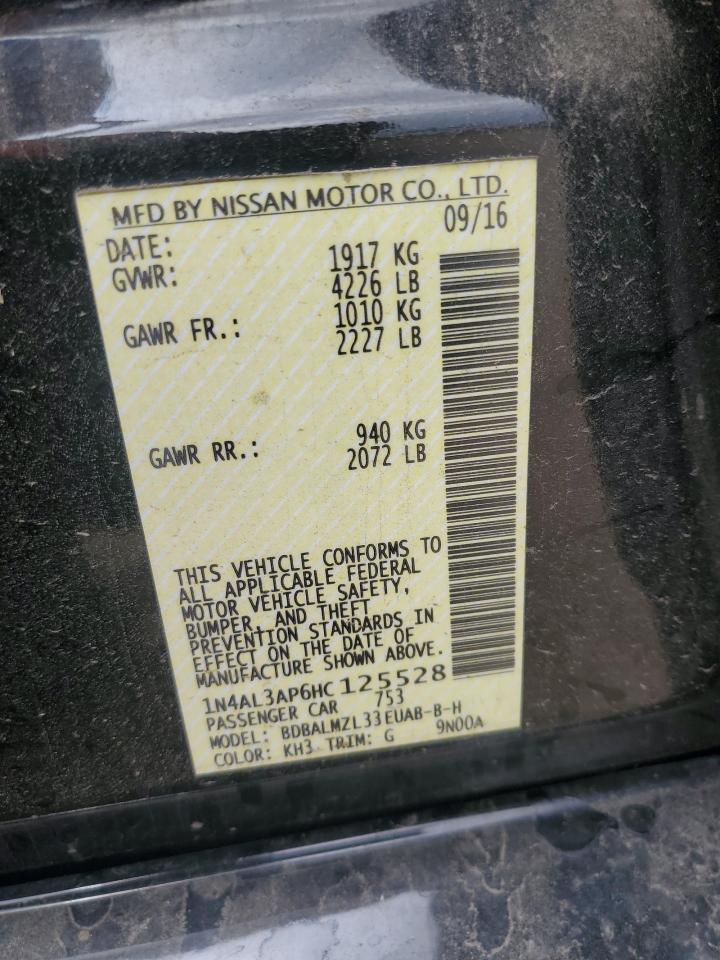 MFD BY NISSAN MOTOR CO., LTD.
DATE: 09/16
GVWR: 1917 KG
4226 LB
GAWR FR.: 1010 KG
2227 LB
GAWR RR.: 940 KG
2072 LB
THIS VEHICLE CONFORMS TO
ALL APPLICABLE FEDERAL
MOTOR VEHICLE SAFETY,
BUMPER, AND THEFT
PREVENTION STANDARDS IN
EFFECT ON THE DATE OF
MANUFACTURE SHOWN ABOVE.
1N4AL3AP6HC125528
PASSENGER CAR 753
MODEL: BDBALMZL33EUAB-B-H
COLOR: KH3 TRIM: G 9N00A